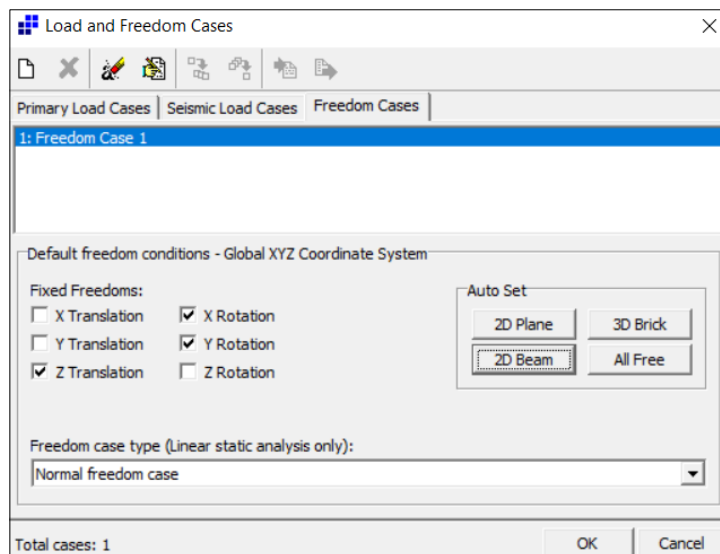 Load and Freedom Cases
Primary Load Cases Seismic Load Cases Freedom Cases
1: Freedom Case 1
Default freedom conditions - Global XYZ Coordinate System
Fixed Freedoms:
X Translation X Rotation
Y Translation Y Rotation
Z Translation Z Rotation
Auto Set
2D Plane 3D Brick
2D Beam All Free
Freedom case type (Linear static analysis only):
Normal freedom case
Total cases: 1 OK Cancel